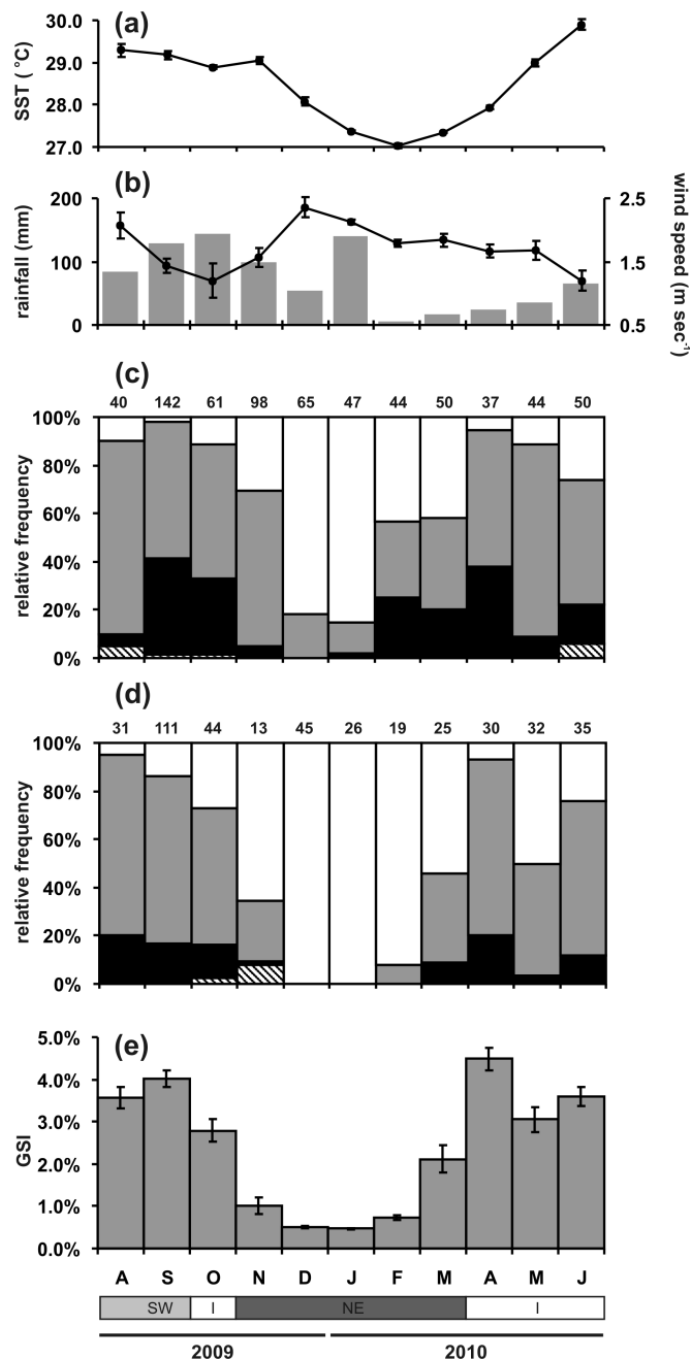 (a)
30.0
29.0
28.0
27.0
SST ( °C)
(b)
200
100
0
rainfall (mm)
2.5
1.5
0.5
wind speed (m sec⁻¹)
(c)
40 142 61 98 65 47 44 50 37 44 50
100%
80%
60%
40%
20%
0%
relative frequency
(d)
31 111 44 13 45 26 19 25 30 32 35
100%
80%
60%
40%
20%
0%
relative frequency
(e)
5.0%
4.0%
3.0%
2.0%
1.0%
0.0%
GSI
A S O N D J F M A M J
SW I NE I
2009 2010